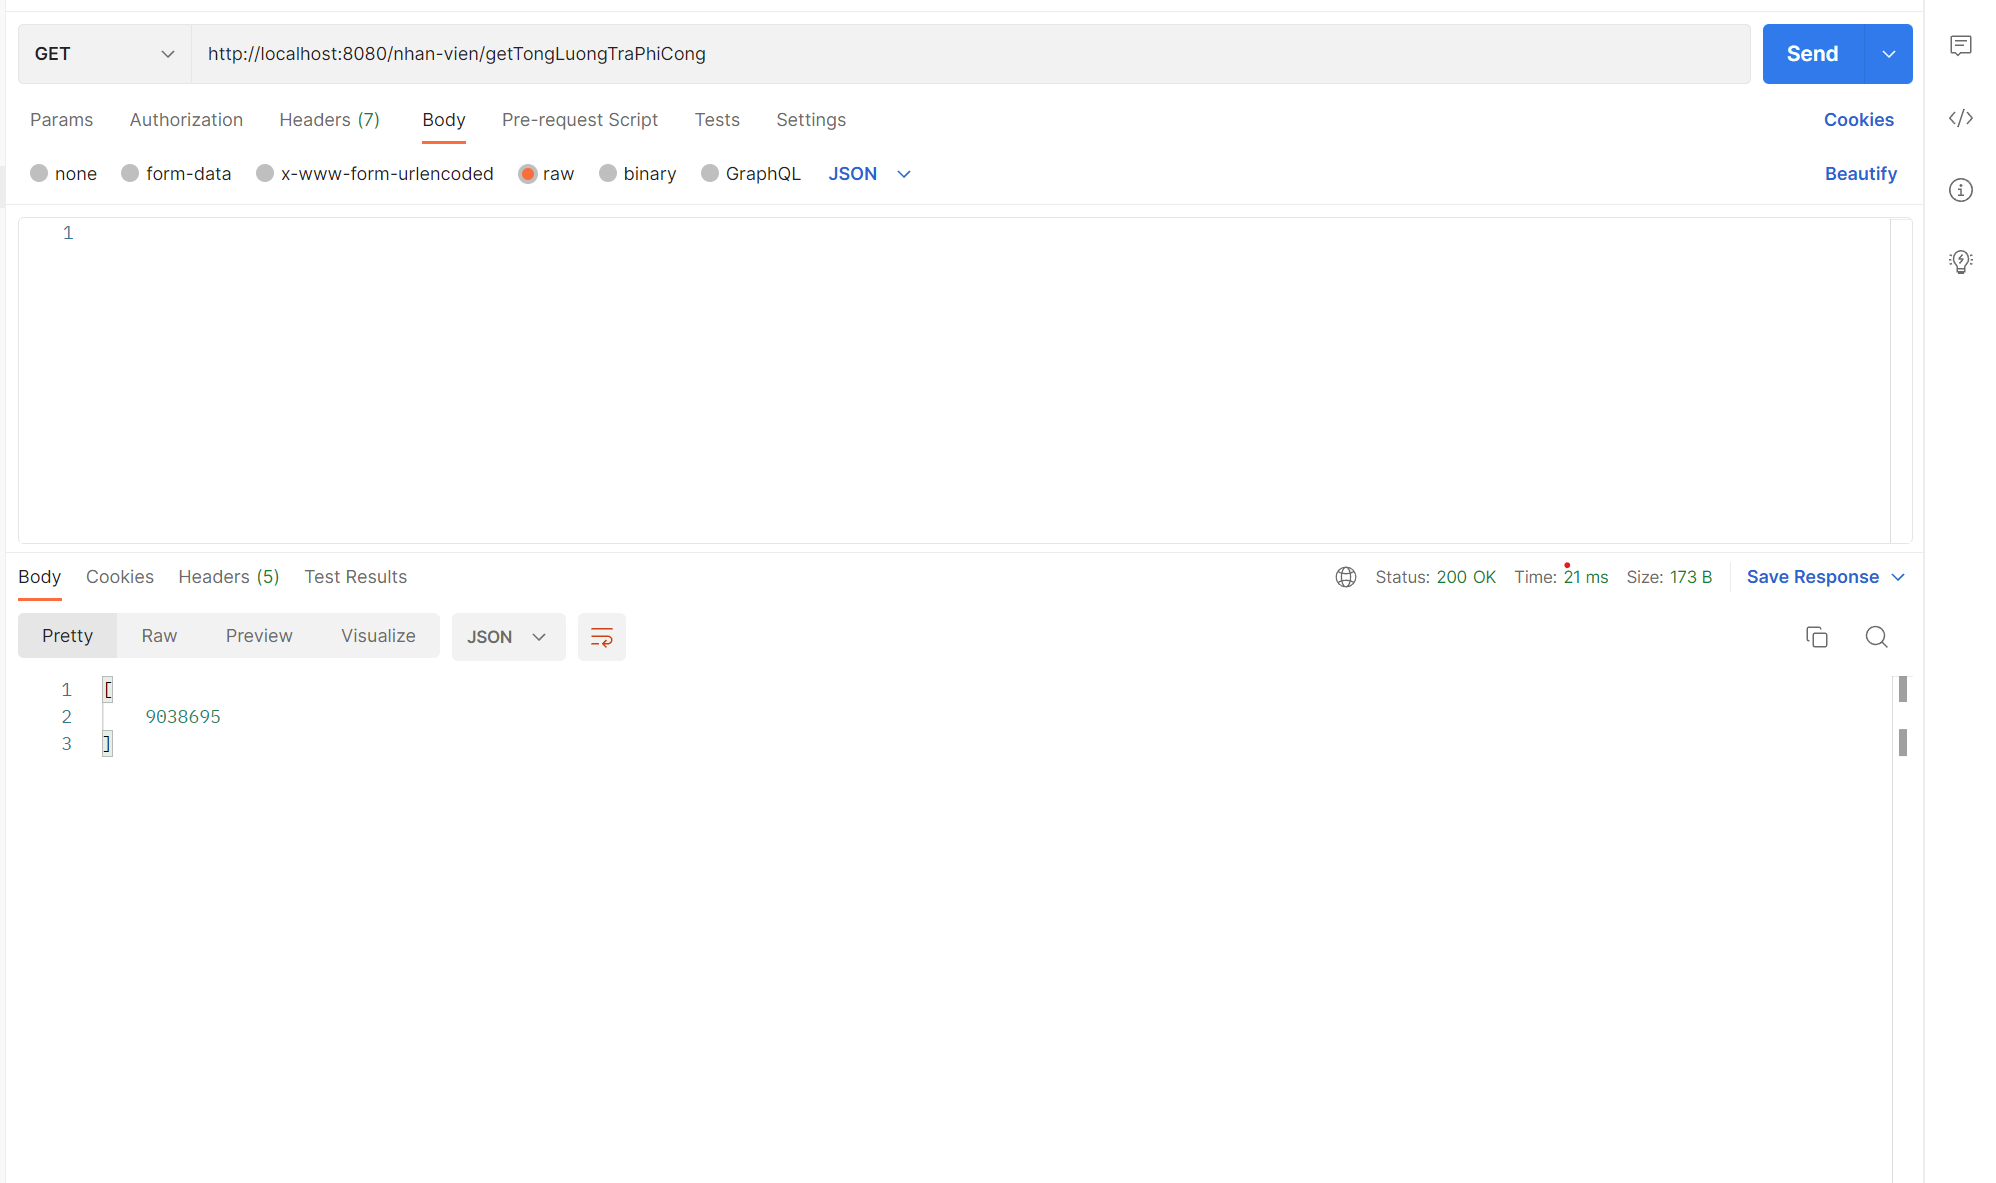 GET http://localhost:8080/nhan-vien/getTongLuongTraPhiCong Send
Params Authorization Headers (7) Body Pre-request Script Tests Settings Cookies
none form-data x-www-form-urlencoded raw binary GraphQL JSON Beautify
1
Body Cookies Headers (5) Test Results Status: 200 OK Time: 21 ms Size: 173 B Save Response
Pretty Raw Preview Visualize JSON
1 [
2 9038695
3 ]